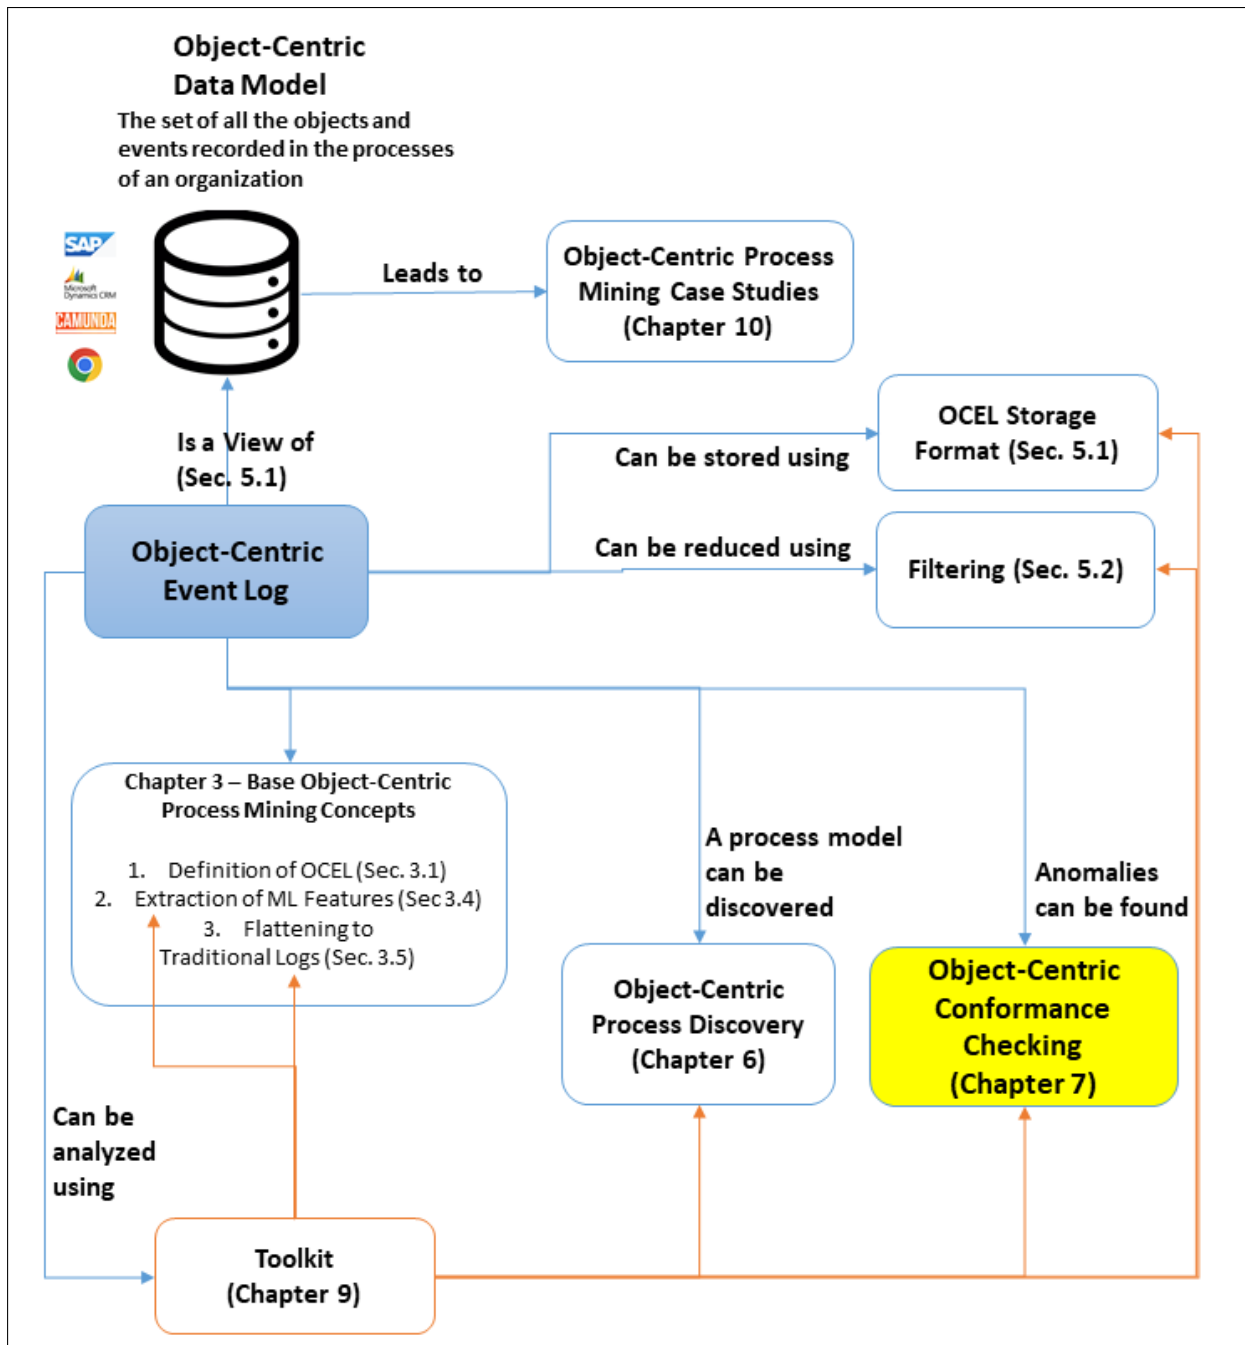 Object-Centric
Data Model
The set of all the objects and
events recorded in the processes
of an organization
SAP
Microsoft
Dynamics CRM
CAMUNDA
Leads to
Object-Centric Process
Mining Case Studies
(Chapter 10)
Is a View of
(Sec. 5.1)
OCEL Storage
Format (Sec. 5.1)
Can be stored using
Object-Centric
Event Log
Can be reduced using
Filtering (Sec. 5.2)
Chapter 3 – Base Object-Centric
Process Mining Concepts
1. Definition of OCEL (Sec. 3.1)
2. Extraction of ML Features (Sec 3.4)
3. Flattening to
Traditional Logs (Sec. 3.5)
A process model
can be
discovered
Anomalies
can be found
Object-Centric
Process Discovery
(Chapter 6)
Object-Centric
Conformance
Checking
(Chapter 7)
Can be
analyzed
using
Toolkit
(Chapter 9)